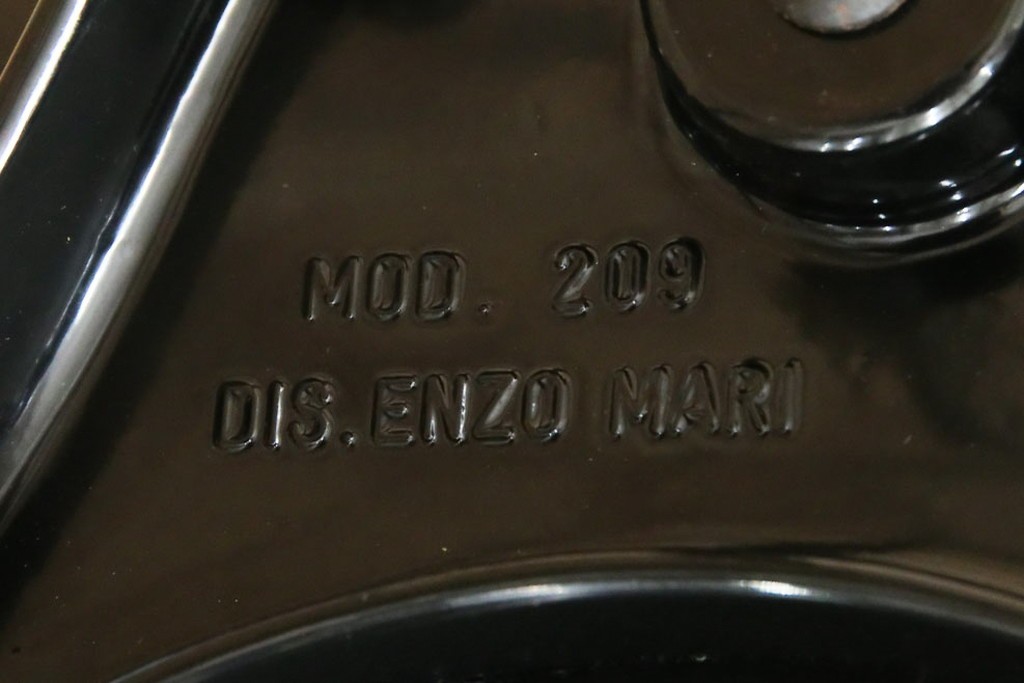 MOD. 209
DIS. ENZO MARI